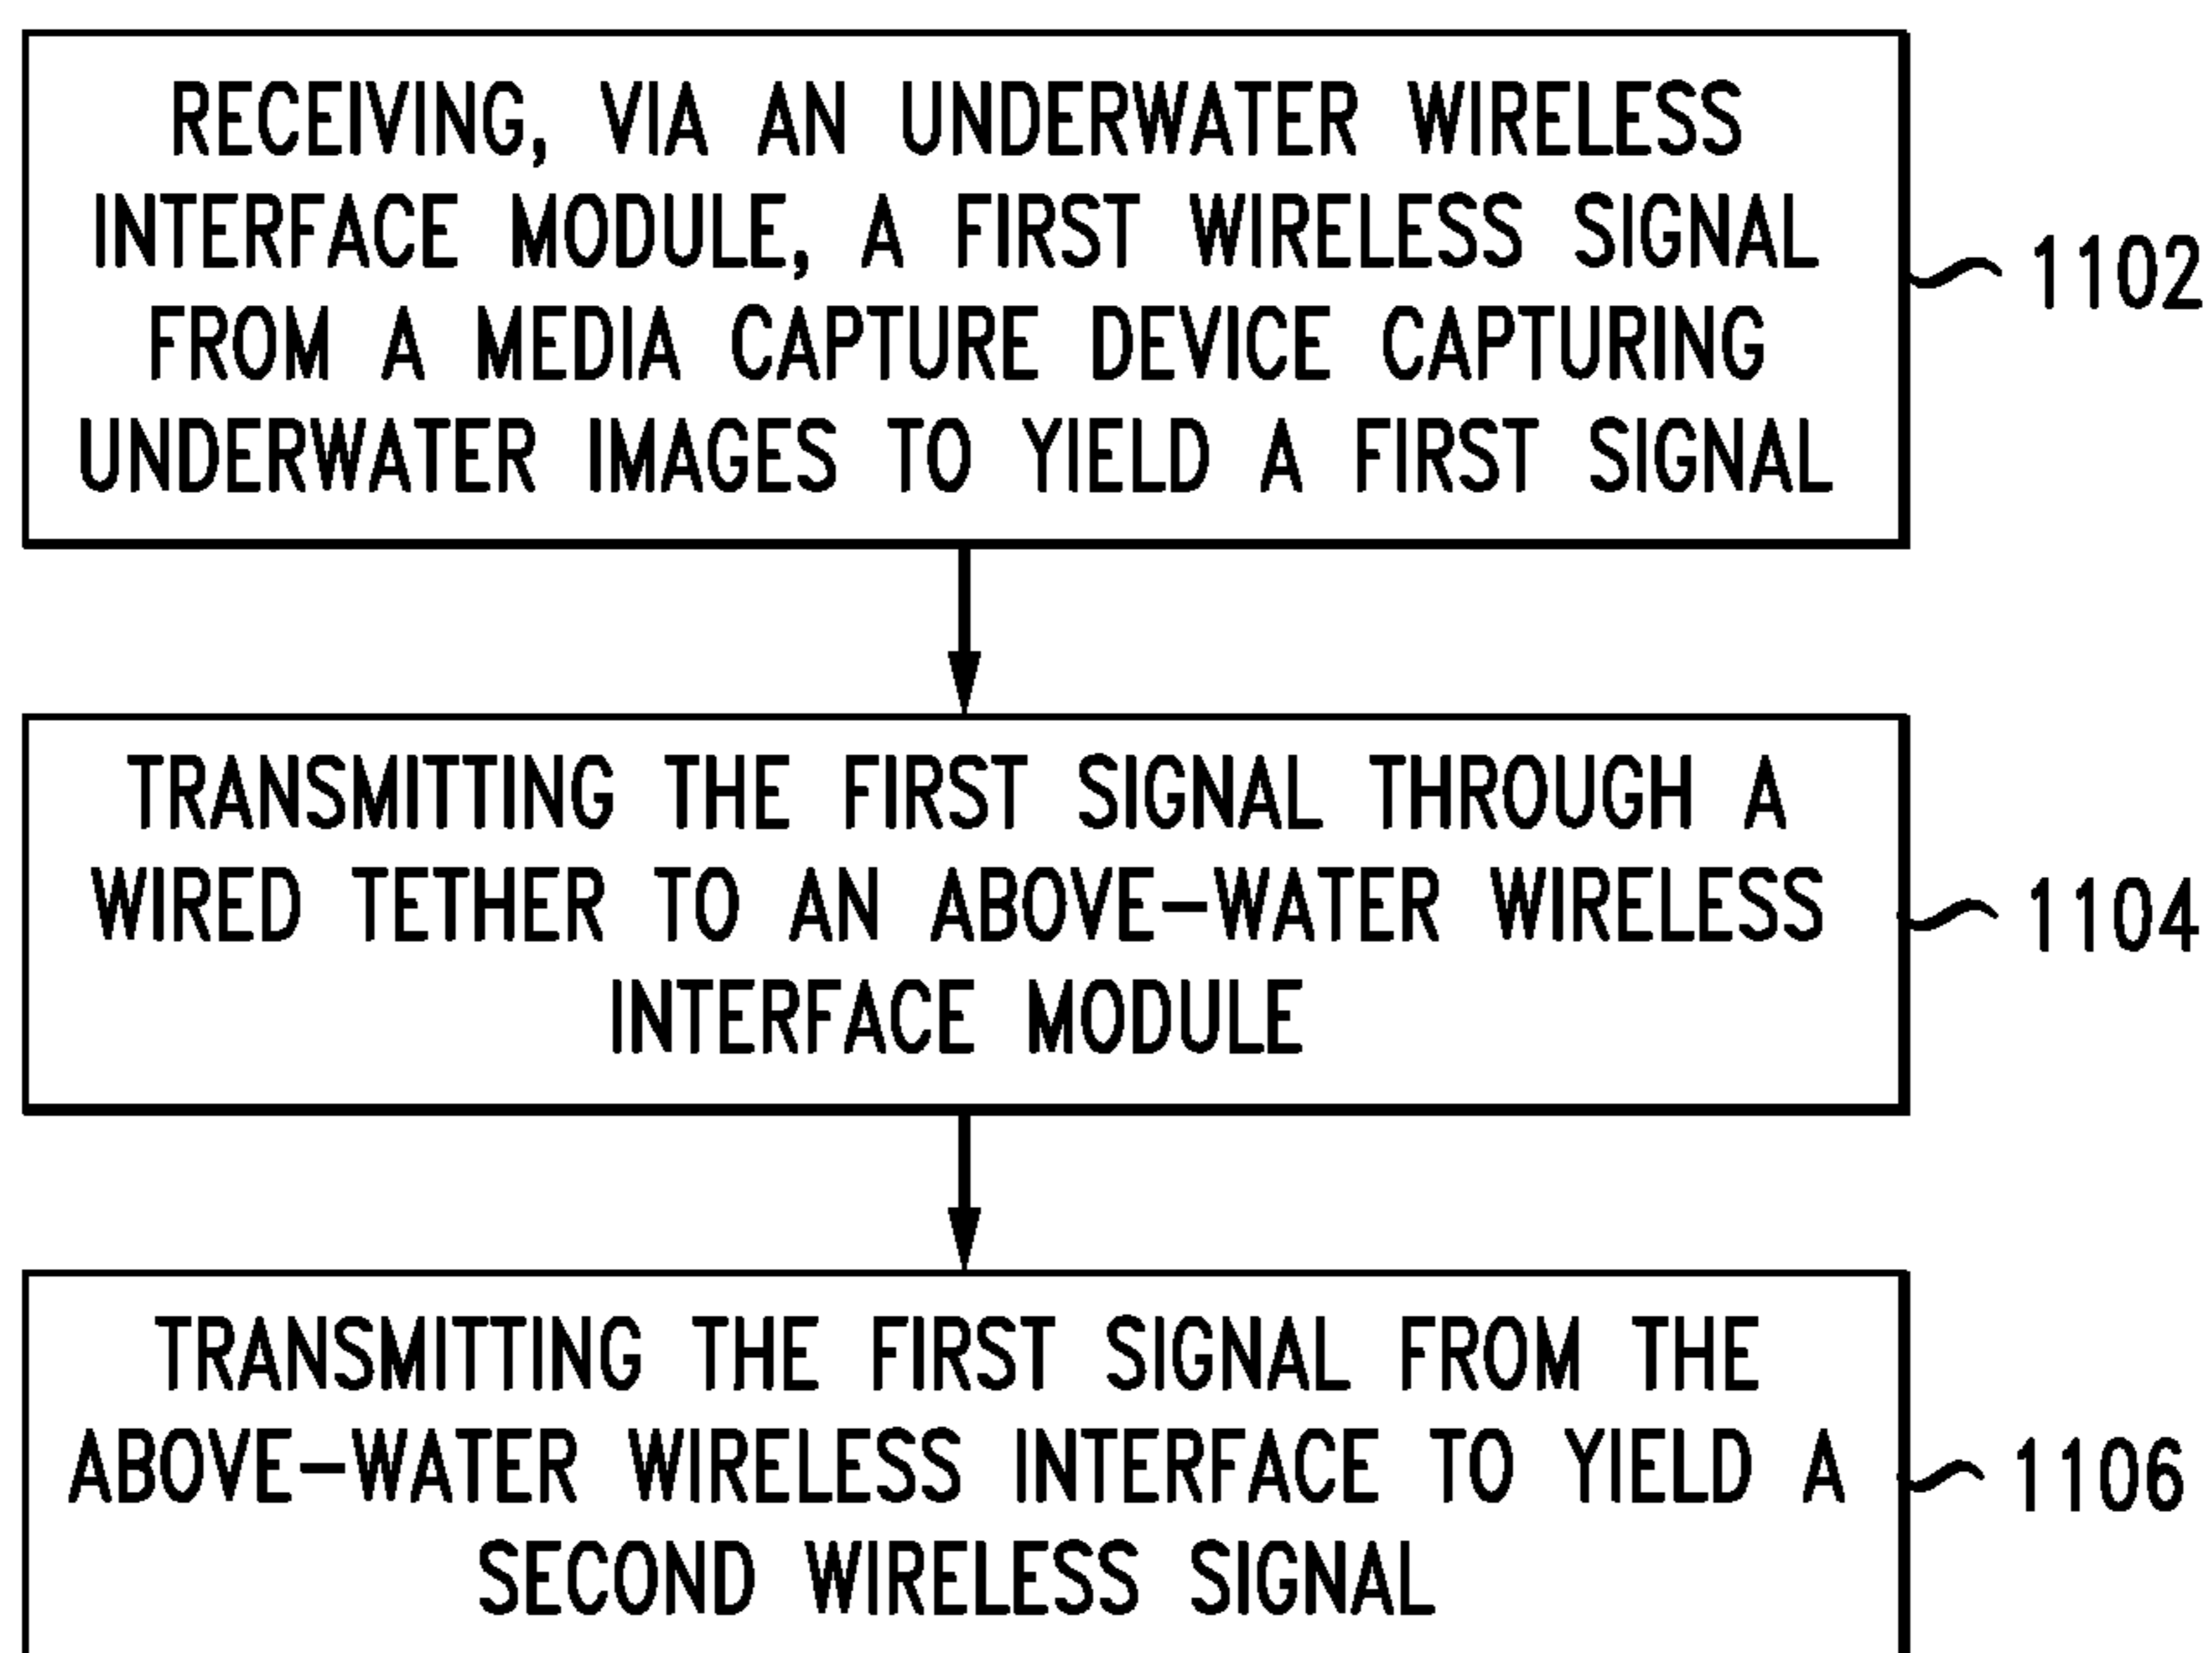 RECEIVING, VIA AN UNDERWATER WIRELESS
INTERFACE MODULE, A FIRST WIRELESS SIGNAL
FROM A MEDIA CAPTURE DEVICE CAPTURING
UNDERWATER IMAGES TO YIELD A FIRST SIGNAL
1102
TRANSMITTING THE FIRST SIGNAL THROUGH A
WIRED TETHER TO AN ABOVE-WATER WIRELESS
INTERFACE MODULE
1104
TRANSMITTING THE FIRST SIGNAL FROM THE
ABOVE-WATER WIRELESS INTERFACE TO YIELD A
SECOND WIRELESS SIGNAL
1106